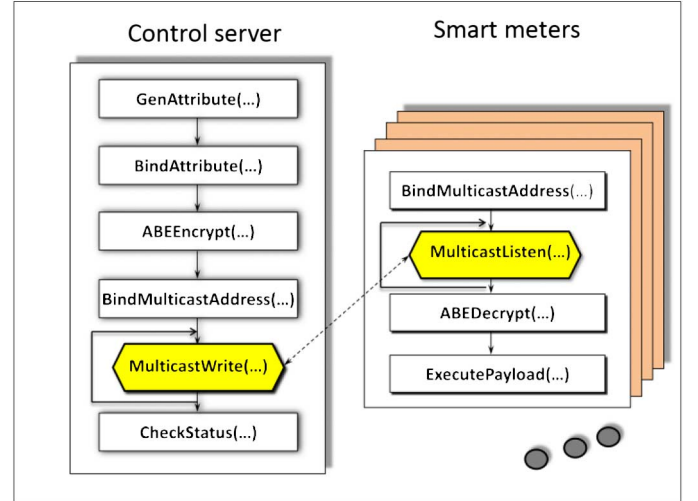 Control server
GenAttribute(...)
BindAttribute(...)
ABEEncrypt(...)
BindMulticastAddress(...)
MulticastWrite(...)
CheckStatus(...)
Smart meters
BindMulticastAddress(...)
MulticastListen(...)
ABEDecrypt(...)
ExecutePayload(...)